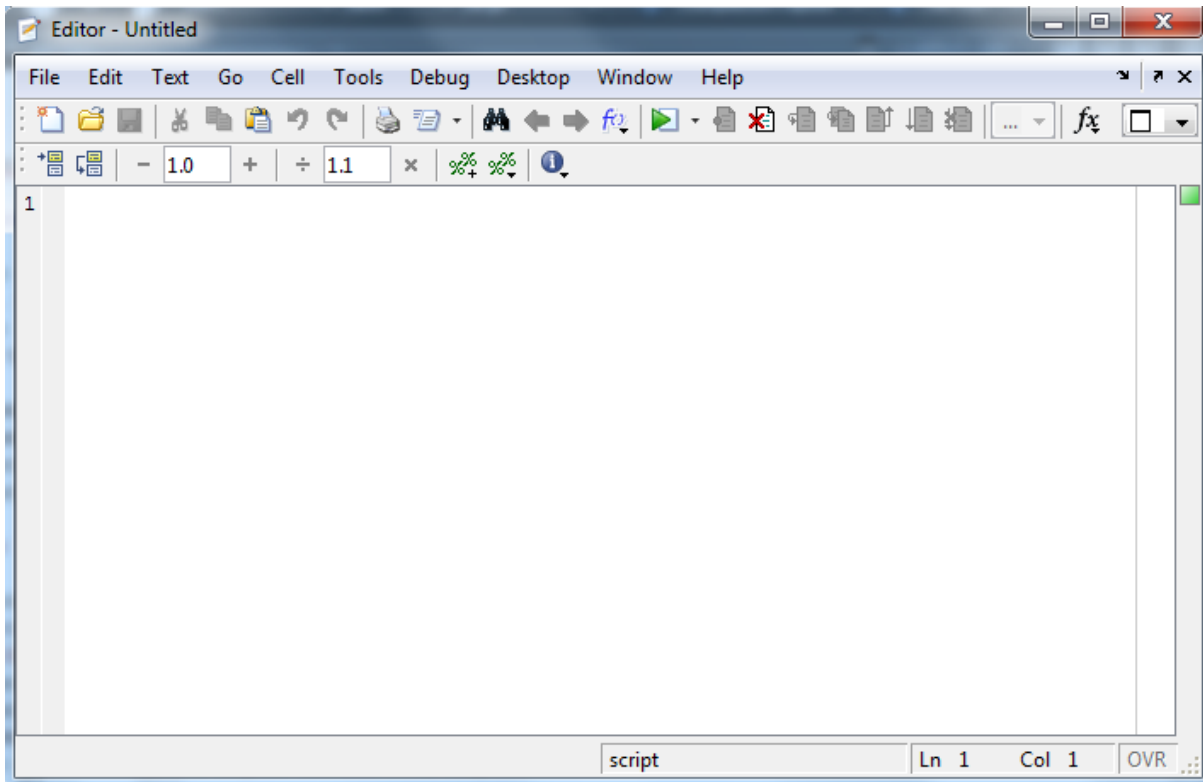 Editor - Untitled
File Edit Text Go Cell Tools Debug Desktop Window Help
... fx
- 1.0 + ÷ 1.1 ×
1
script Ln 1 Col 1 OVR